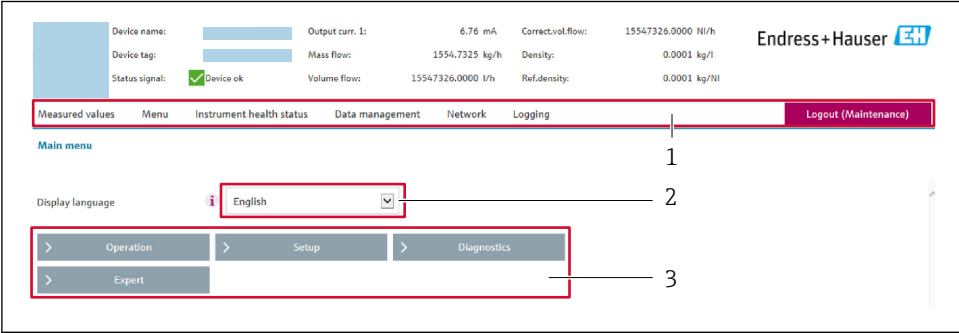 Device name: Output curr. 1: 6.76 mA Correct.vol.flow: 15547326.0000 Nl/h
Endress+Hauser EH
Device tag: Mass flow: 1554.7325 kg/h Density: 0.0001 kg/l
Status signal: Device ok Volume flow: 15547326.0000 l/h Ref.density: 0.0001 kg/Nl
Measured values Menu Instrument health status Data management Network Logging Logout (Maintenance)
1
Main menu
Display language i English 2
> Operation > Setup > Diagnostics
> Expert 3